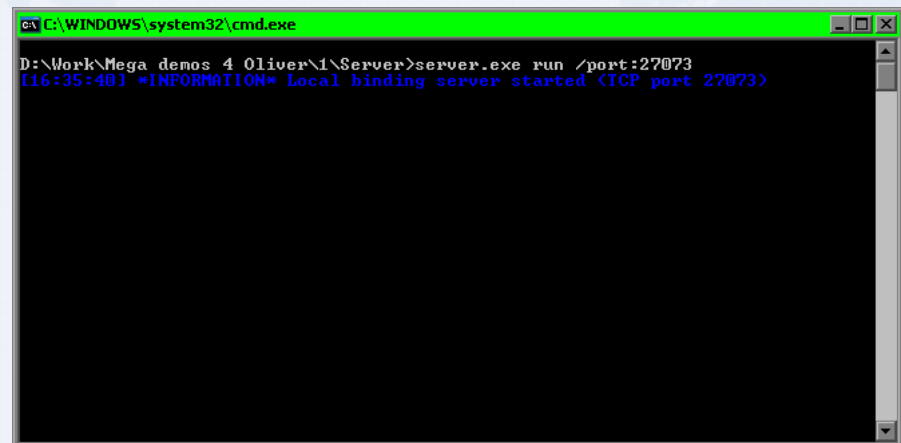 C:\WINDOWS\system32\cmd.exe
D:\Work\Mega demos 4 Oliver\1\Server>server.exe run /port:27073
[16:35:40] *INFORMATION* Local binding server started (TCP port 27073)